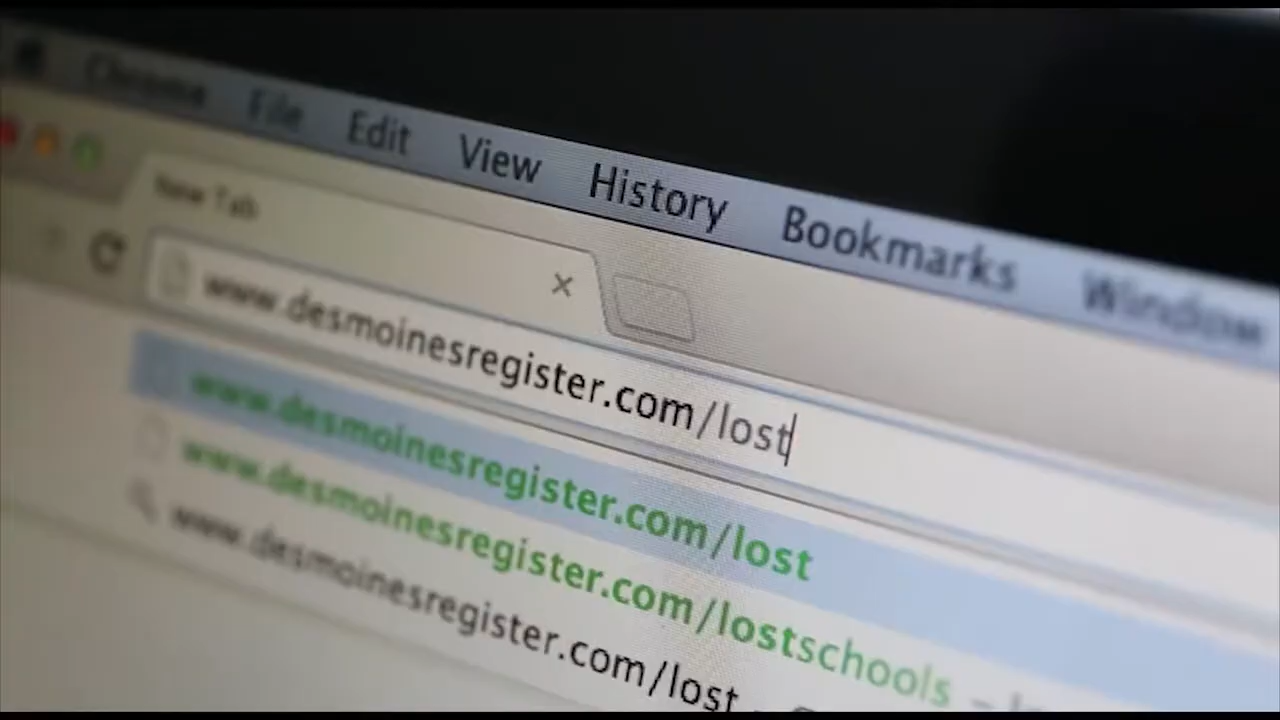 Chrome File Edit View History Bookmarks Window
New Tab
www.desmoinesregister.com/lost
www.desmoinesregister.com/lost
www.desmoinesregister.com/lostschools –
www.desmoinesregister.com/lost -